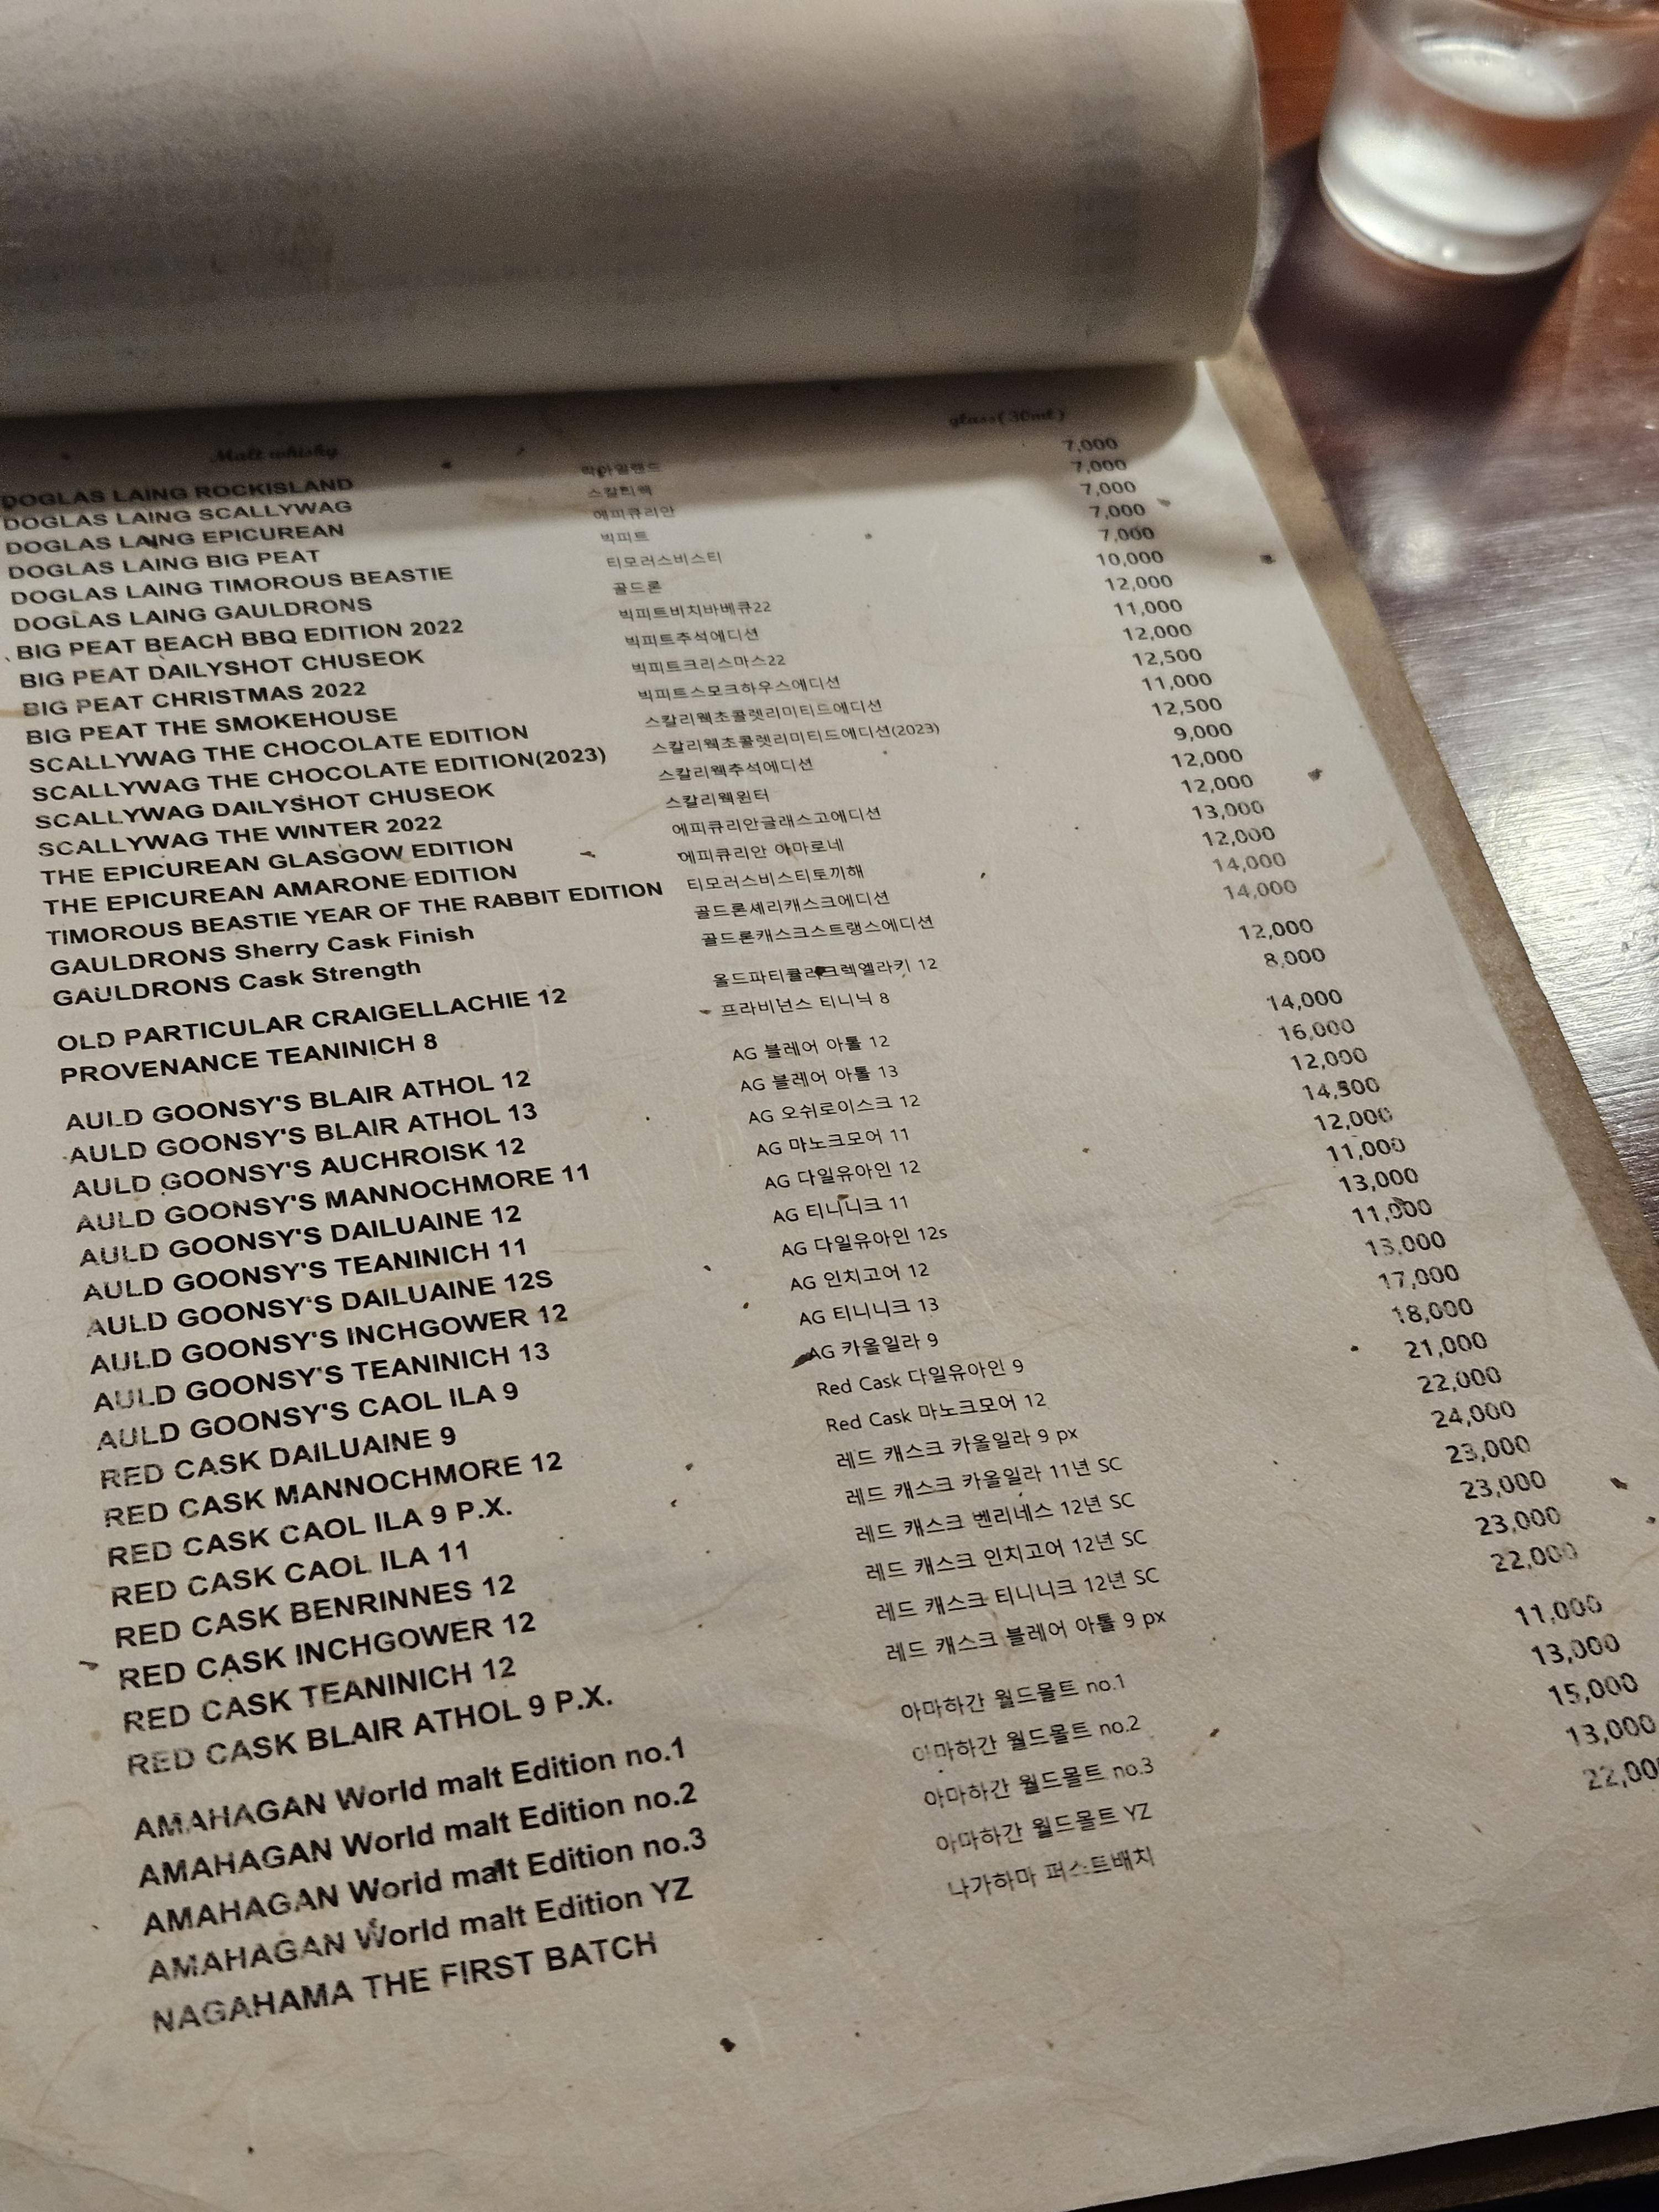 Malt whisky glass(30ml)
DOGLAS LAING ROCKISLAND 락아일랜드 7,000
DOGLAS LAING SCALLYWAG 스칼리웩 7,000
DOGLAS LAING EPICUREAN 에피큐리안 7,000
DOGLAS LAING BIG PEAT 빅피트 7,000
DOGLAS LAING TIMOROUS BEASTIE 티모러스비스티 7,000
DOGLAS LAING GAULDRONS 골드론 10,000
BIG PEAT BEACH BBQ EDITION 2022 빅피트비치바베큐22 12,000
BIG PEAT DAILYSHOT CHUSEOK 빅피트추석에디션 11,000
BIG PEAT CHRISTMAS 2022 빅피트크리스마스22 12,000
BIG PEAT THE SMOKEHOUSE 빅피트스모크하우스에디션 12,500
SCALLYWAG THE CHOCOLATE EDITION 스칼리웩초콜렛리미티드에디션 11,000
SCALLYWAG THE CHOCOLATE EDITION(2023) 스칼리웩초콜렛리미티드에디션(2023) 12,500
SCALLYWAG DAILYSHOT CHUSEOK 스칼리웩추석에디션 9,000
SCALLYWAG THE WINTER 2022 스칼리웩윈터 12,000
THE EPICUREAN GLASGOW EDITION 에피큐리안글래스고에디션 12,000
THE EPICUREAN AMARONE EDITION 에피큐리안 아마로네 13,000
TIMOROUS BEASTIE YEAR OF THE RABBIT EDITION 티모러스비스티토끼해 12,000
GAULDRONS Sherry Cask Finish 골드론셰리캐스크에디션 14,000
GAULDRONS Cask Strength 골드론캐스크스트랭스에디션 14,000
OLD PARTICULAR CRAIGELLACHIE 12 올드파티큘러크렉엘라키 12 12,000
PROVENANCE TEANINICH 8 프라비넌스 티니닉 8 8,000
AULD GOONSY'S BLAIR ATHOL 12 AG 블레어 아톨 12 14,000
AULD GOONSY'S BLAIR ATHOL 13 AG 블레어 아톨 13 16,000
AULD GOONSY'S AUCHROISK 12 AG 오쉬로이스크 12 12,000
AULD GOONSY'S MANNOCHMORE 11 AG 마노크모어 11 14,500
AULD GOONSY'S DAILUAINE 12 AG 다일유아인 12 12,000
AULD GOONSY'S TEANINICH 11 AG 티니니크 11 11,000
AULD GOONSY'S DAILUAINE 12S AG 다일유아인 12s 13,000
AULD GOONSY'S INCHGOWER 12 AG 인치고어 12 11,000
AULD GOONSY'S TEANINICH 13 AG 티니니크 13 13,000
AULD GOONSY'S CAOL ILA 9 AG 카올일라 9 17,000
RED CASK DAILUAINE 9 Red Cask 다일유아인 9 18,000
RED CASK MANNOCHMORE 12 Red Cask 마노크모어 12 21,000
RED CASK CAOL ILA 9 P.X. 레드 캐스크 카올일라 9 px 22,000
RED CASK CAOL ILA 11 레드 캐스크 카올일라 11년 SC 24,000
RED CASK BENRINNES 12 레드 캐스크 벤리네스 12년 SC 23,000
RED CASK INCHGOWER 12 레드 캐스크 인치고어 12년 SC 23,000
RED CASK TEANINICH 12 레드 캐스크 티니니크 12년 SC 23,000
RED CASK BLAIR ATHOL 9 P.X. 레드 캐스크 블레어 아톨 9 px 22,000
AMAHAGAN World malt Edition no.1 아마하간 월드몰트 no.1 11,000
AMAHAGAN World malt Edition no.2 아마하간 월드몰트 no.2 13,000
AMAHAGAN World malt Edition no.3 아마하간 월드몰트 no.3 15,000
AMAHAGAN World malt Edition YZ 아마하간 월드몰트 YZ 13,000
NAGAHAMA THE FIRST BATCH 나가하마 퍼스트배치 22,00